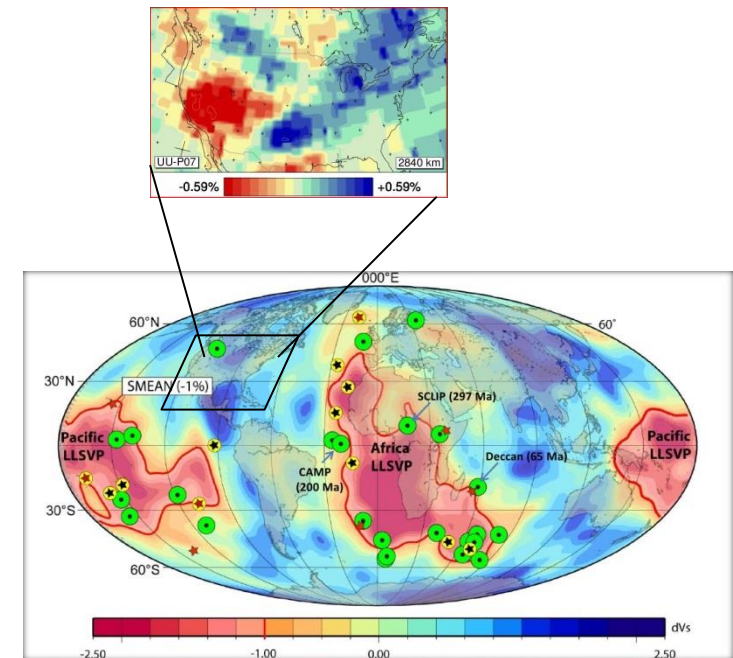 UU-P07
2840 km
-0.59%
+0.59%
000°E
60°N
60°
30°N
SMEAN (-1%)
SCLIP (297 Ma)
Pacific
LLSVP
Africa
LLSVP
Pacific
LLSVP
Deccan (65 Ma)
CAMP
(200 Ma)
30°S
60°S
dVs
-2.50
-1.00
0.00
2.50